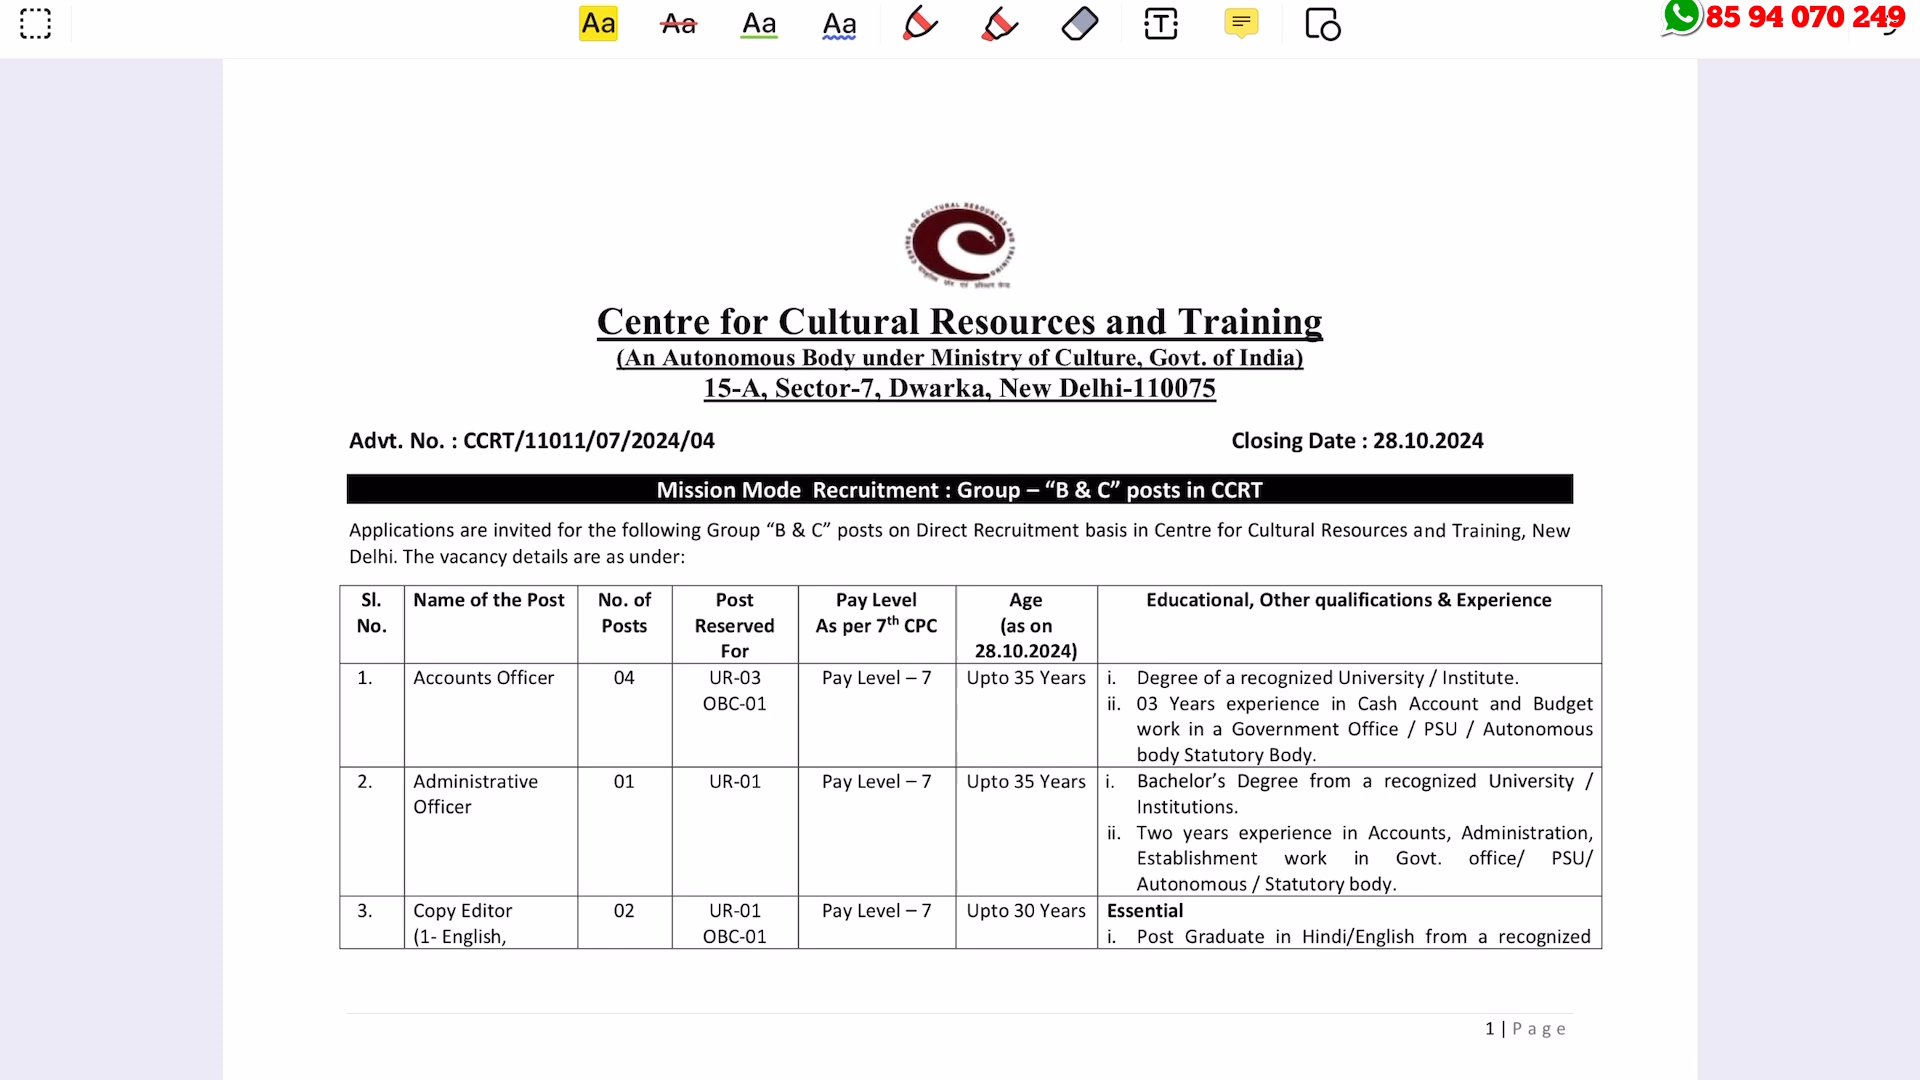 Aa Aa Aa Aa T
85 94 070 249
CENTRE FOR CULTURAL RESOURCES AND TRAINING
Centre for Cultural Resources and Training
(An Autonomous Body under Ministry of Culture, Govt. of India)
15-A, Sector-7, Dwarka, New Delhi-110075
Advt. No. : CCRT/11011/07/2024/04 Closing Date : 28.10.2024
Mission Mode Recruitment : Group – “B & C” posts in CCRT
Applications are invited for the following Group “B & C” posts on Direct Recruitment basis in Centre for Cultural Resources and Training, New
Delhi. The vacancy details are as under:
Sl. Name of the Post No. of Post Pay Level Age Educational, Other qualifications & Experience
No. Posts Reserved As per 7th CPC (as on
For 28.10.2024)
1. Accounts Officer 04 UR-03 Pay Level – 7 Upto 35 Years i. Degree of a recognized University / Institute.
OBC-01 ii. 03 Years experience in Cash Account and Budget
work in a Government Office / PSU / Autonomous
body Statutory Body.
2. Administrative 01 UR-01 Pay Level – 7 Upto 35 Years i. Bachelor’s Degree from a recognized University /
Officer Institutions.
ii. Two years experience in Accounts, Administration,
Establishment work in Govt. office/ PSU/
Autonomous / Statutory body.
3. Copy Editor 02 UR-01 Pay Level – 7 Upto 30 Years Essential
(1- English, OBC-01 i. Post Graduate in Hindi/English from a recognized
1 | Page